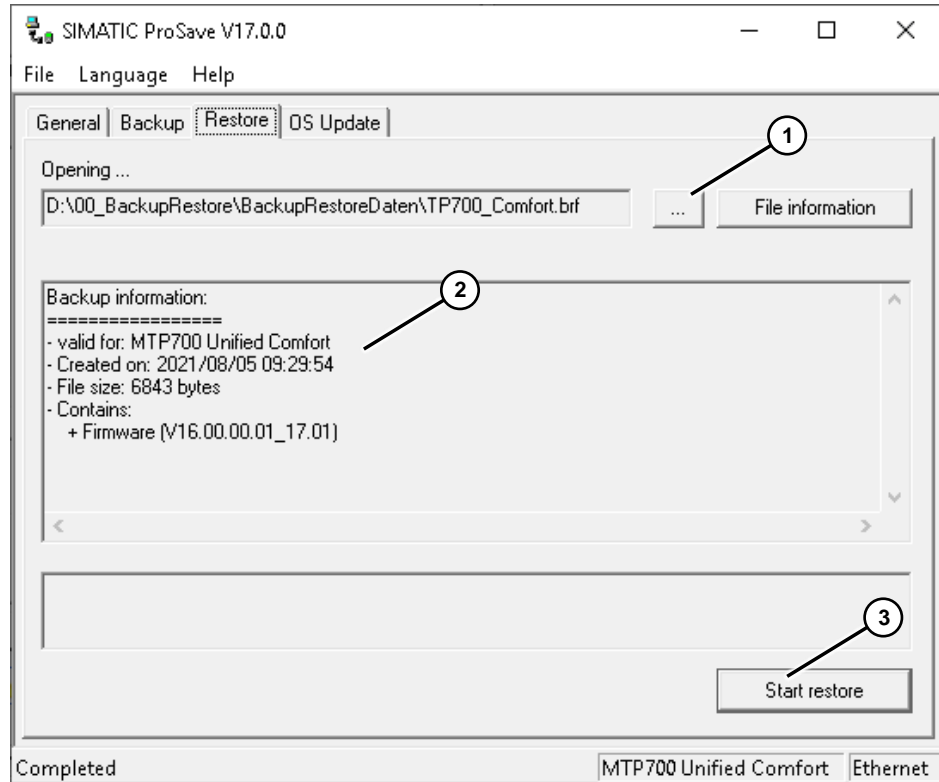 SIMATIC ProSave V17.0.0
File Language Help
General Backup Restore OS Update
1
Opening ...
D:\00_BackupRestore\BackupRestoreDaten\TP700_Comfort.brf ... File information
2
Backup information:
=================
- valid for: MTP700 Unified Comfort
- Created on: 2021/08/05 09:29:54
- File size: 6843 bytes
- Contains:
+ Firmware (V16.00.00.01_17.01)
3
Start restore
Completed MTP700 Unified Comfort Ethernet